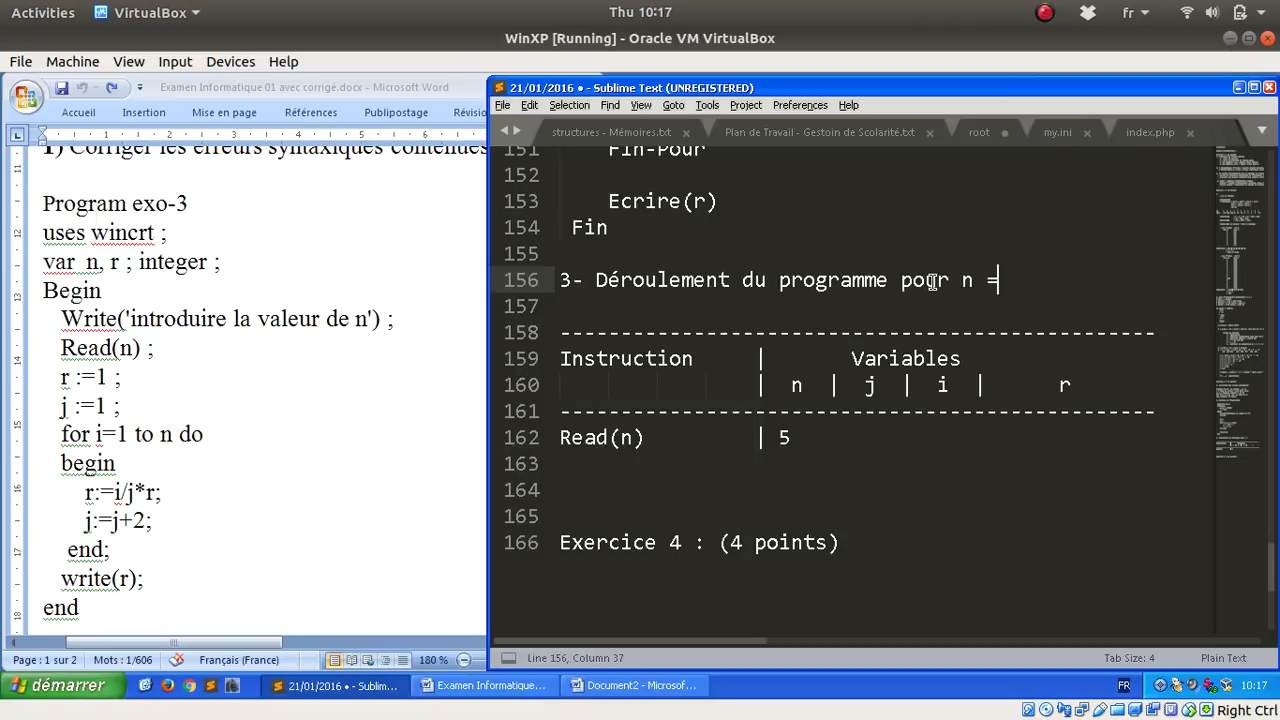 Activities VirtualBox Thu 10:17 fr
WinXP [Running] - Oracle VM VirtualBox
File Machine View Input Devices Help
Examen Informatique 01 avec corrigé.docx - Microsoft Word
Accueil Insertion Mise en page Références Publipostage Révision
1) Corriger les erreurs syntaxiques contenues
Program exo-3
uses wincrt ;
var n, r ; integer ;
Begin
Write('introduire la valeur de n') ;
Read(n) ;
r :=1 ;
j :=1 ;
for i=1 to n do
begin
r:=i/j*r;
j:=j+2;
end;
write(r);
end
Page : 1 sur 2 Mots : 1/606 Français (France) 180 %
21/01/2016 • - Sublime Text (UNREGISTERED)
File Edit Selection Find View Goto Tools Project Preferences Help
structures - Mémoires.txt Plan de Travail - Gestoin de Scolarité.txt root my.ini index.php
151 Fin-Pour
152
153 Ecrire(r)
154 Fin
155
156 3- Déroulement du programme pour n =
157
158 -------------------------------------------------
159 Instruction | Variables
160 | n | j | i | r
161 -------------------------------------------------
162 Read(n) | 5
163
164
165
166 Exercice 4 : (4 points)
Line 156, Column 37 Tab Size: 4 Plain Text
démarrer 21/01/2016 • - Sublim... Examen Informatique... Document2 - Microsof... FR 10:17
Right Ctrl